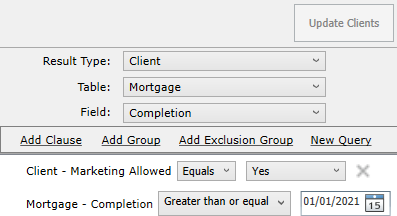 Update Clients
Result Type: Client
Table: Mortgage
Field: Completion
Add Clause Add Group Add Exclusion Group New Query
Client - Marketing Allowed Equals Yes
Mortgage - Completion Greater than or equal 01/01/2021 15